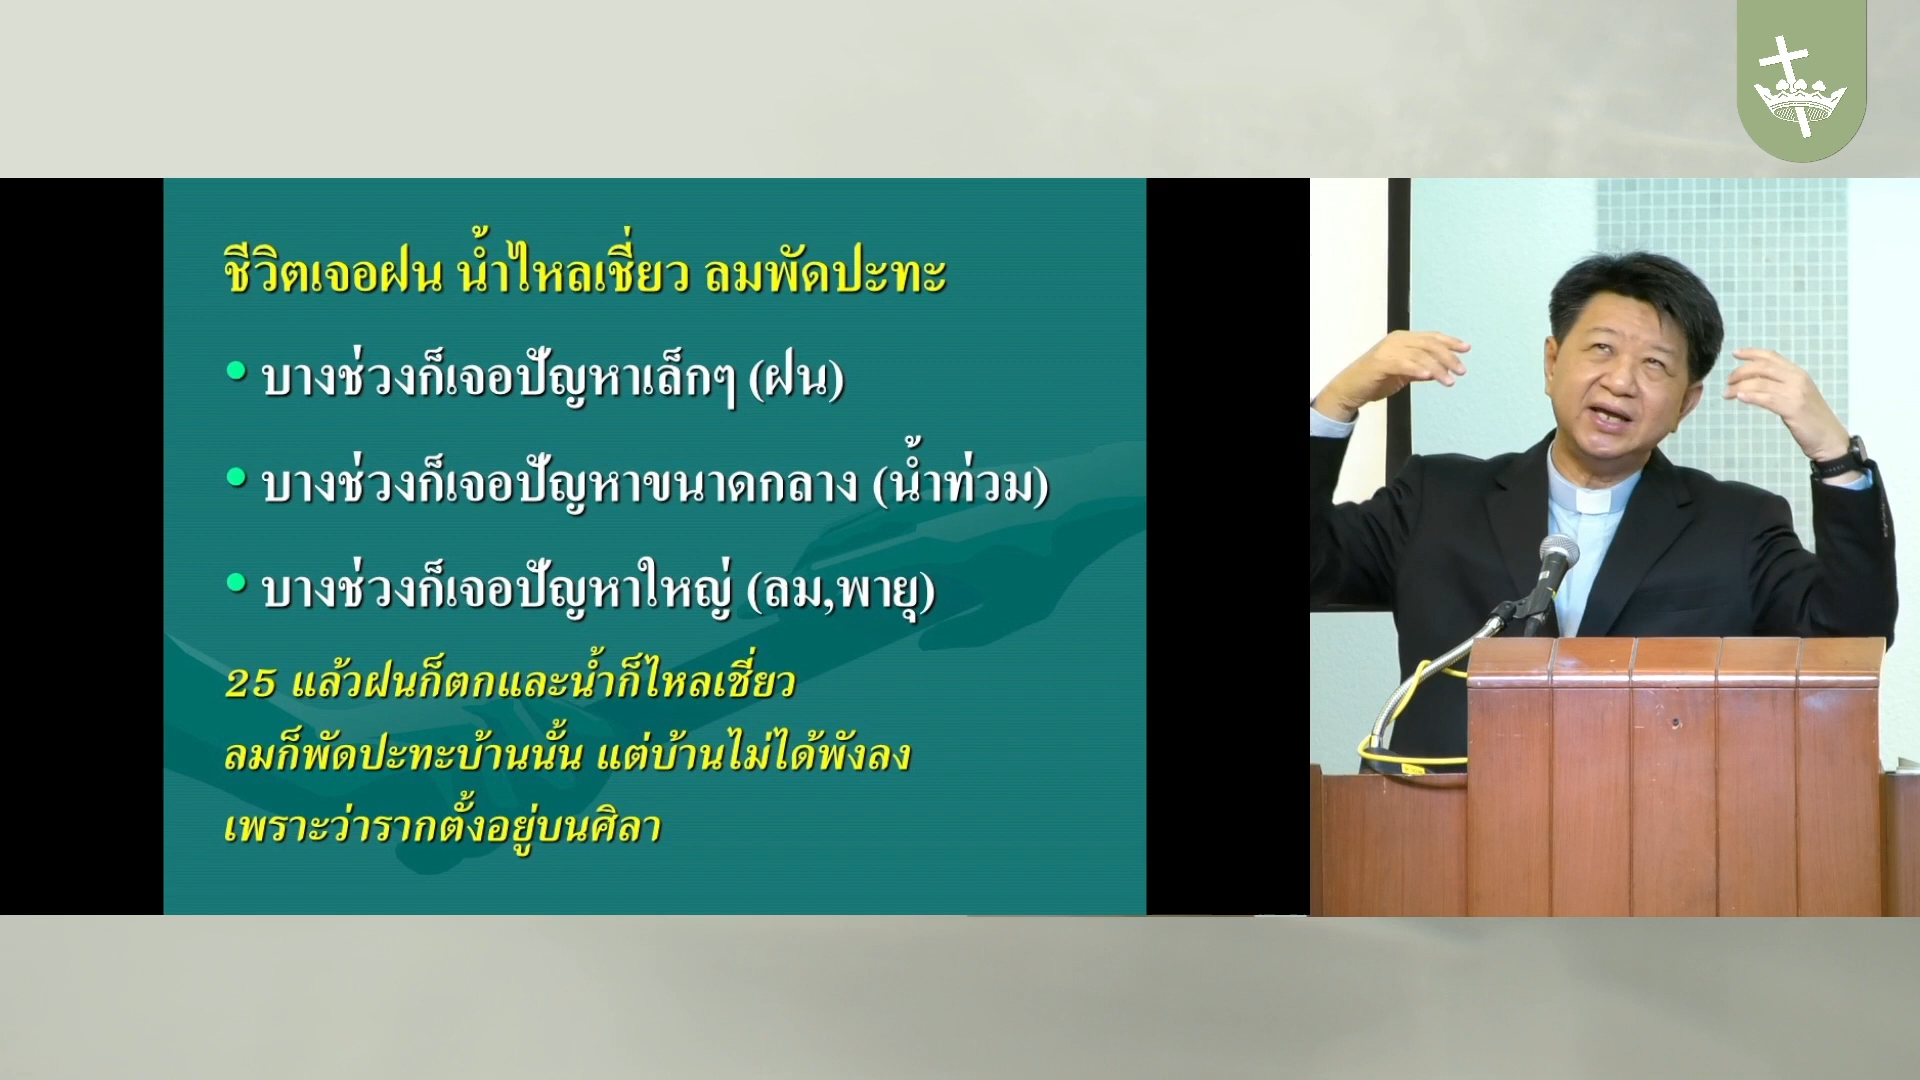 ชีวิตเจอฝน น้ำไหลเชี่ยว ลมพัดปะทะ
• บางช่วงก็เจอปัญหาเล็กๆ (ฝน)
• บางช่วงก็เจอปัญหาขนาดกลาง (น้ำท่วม)
• บางช่วงก็เจอปัญหาใหญ่ (ลม,พายุ)
25 แล้วฝนก็ตกและน้ำก็ไหลเชี่ยว
ลมก็พัดปะทะบ้านนั้น แต่บ้านไม่ได้พังลง
เพราะว่ารากตั้งอยู่บนศิลา